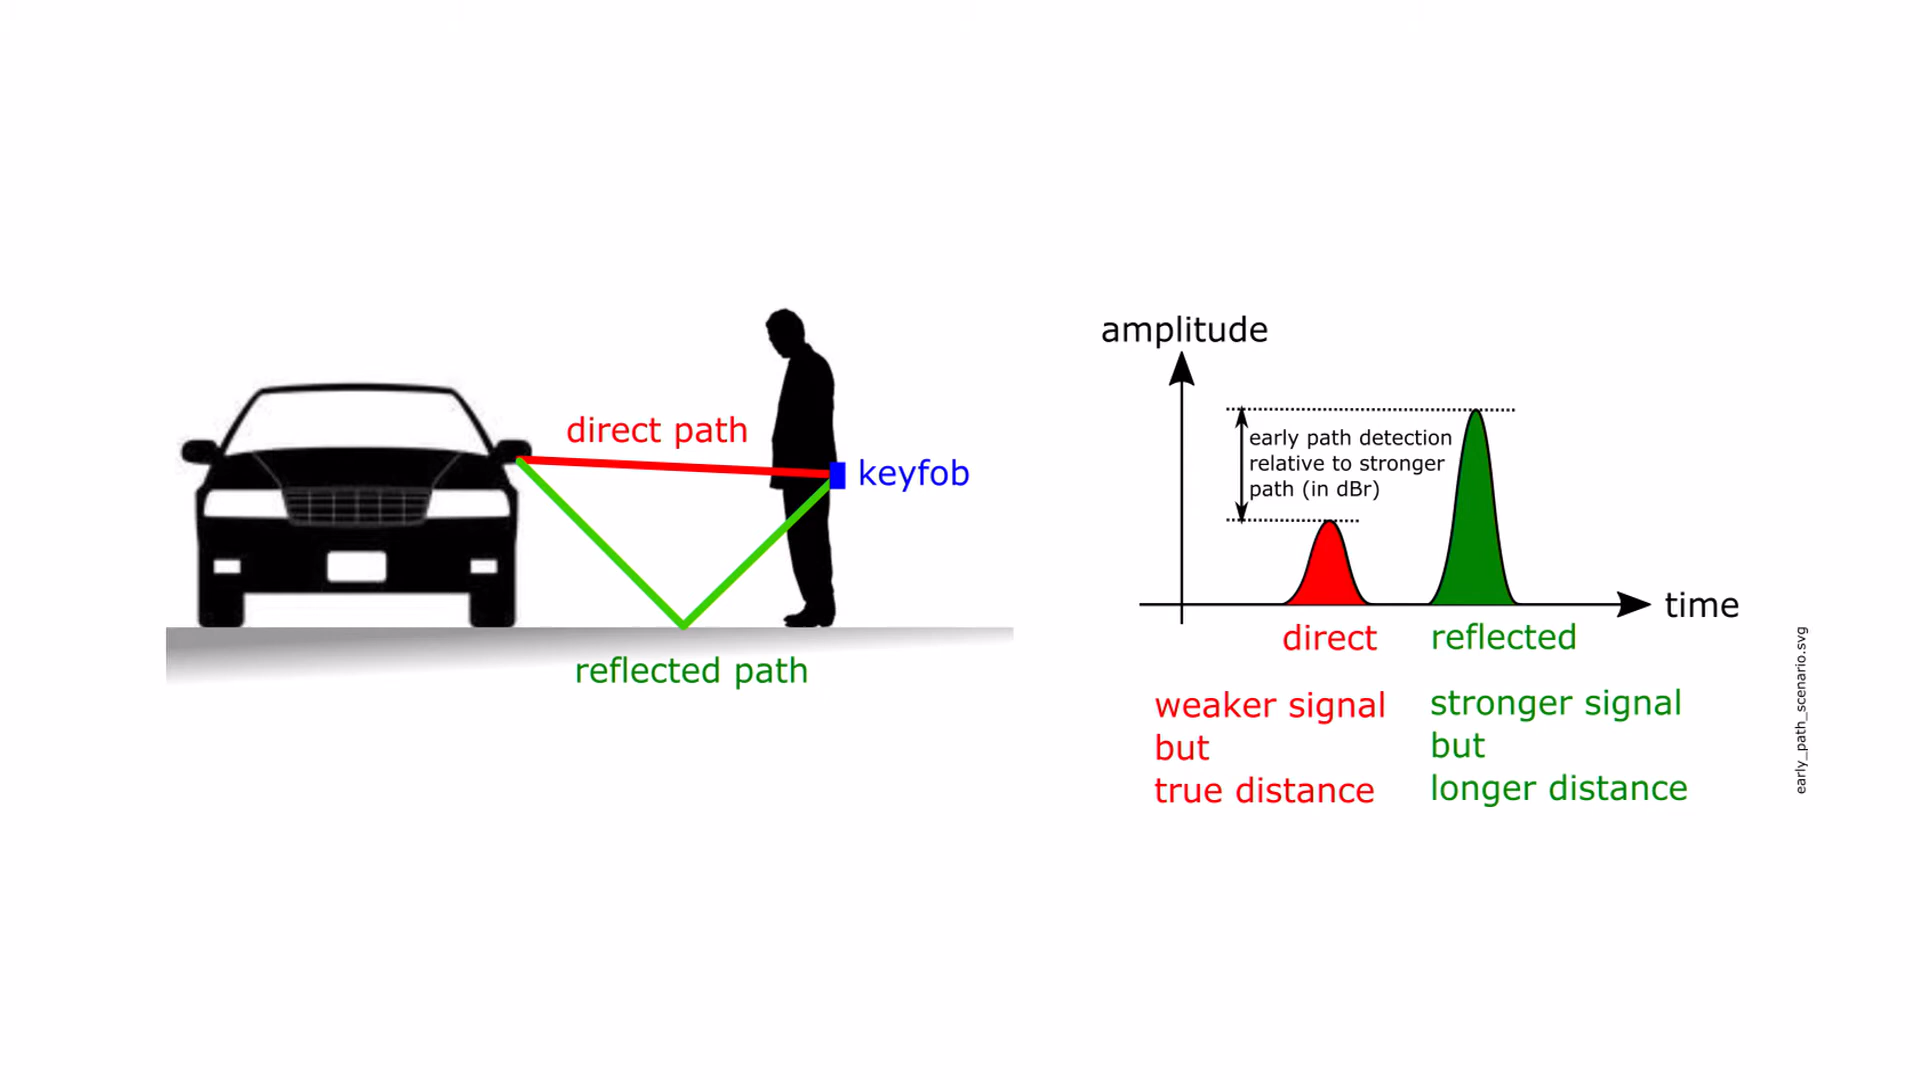 direct path
keyfob
reflected path
amplitude
early path detection
relative to stronger
path (in dBr)
time
direct
reflected
weaker signal
but
true distance
stronger signal
but
longer distance
early_path_scenario.svg